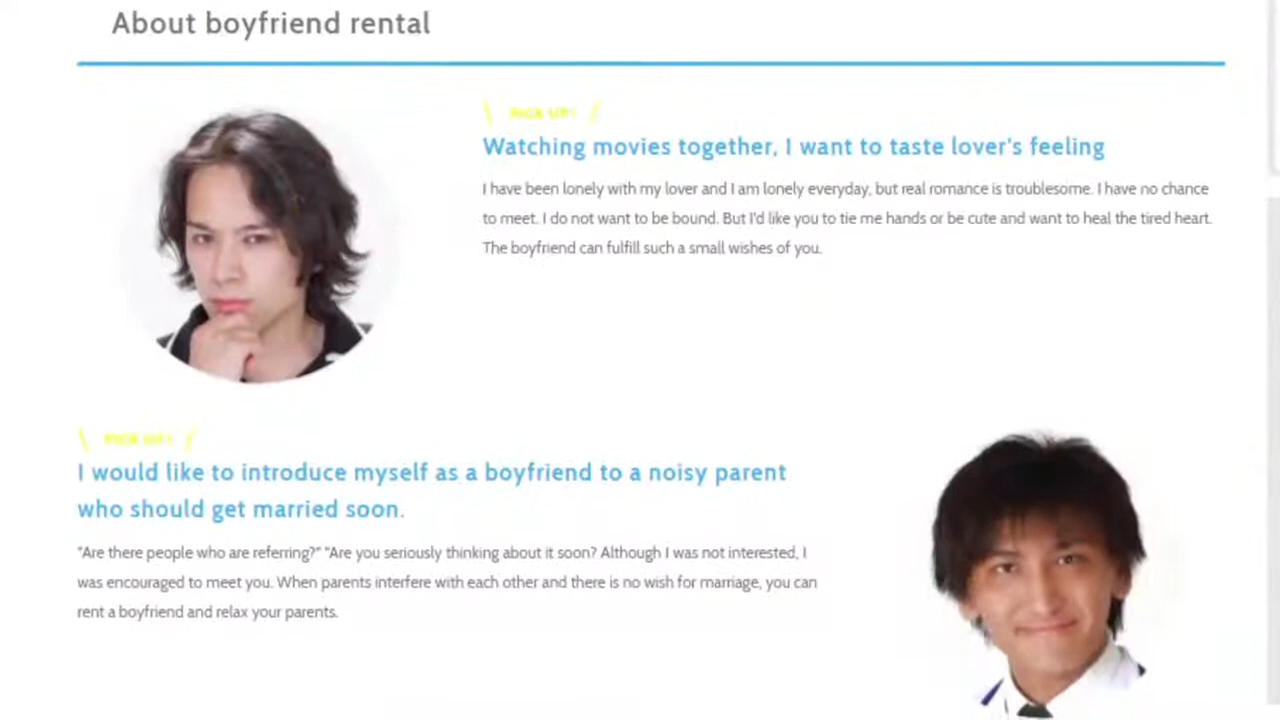 About boyfriend rental
\ PICK UP! /
Watching movies together, I want to taste lover's feeling
I have been lonely with my lover and I am lonely everyday, but real romance is troublesome. I have no chance
to meet. I do not want to be bound. But I'd like you to tie me hands or be cute and want to heal the tired heart.
The boyfriend can fulfill such a small wishes of you.
\ PICK UP! /
I would like to introduce myself as a boyfriend to a noisy parent
who should get married soon.
"Are there people who are referring?" "Are you seriously thinking about it soon? Although I was not interested, I
was encouraged to meet you. When parents interfere with each other and there is no wish for marriage, you can
rent a boyfriend and relax your parents.